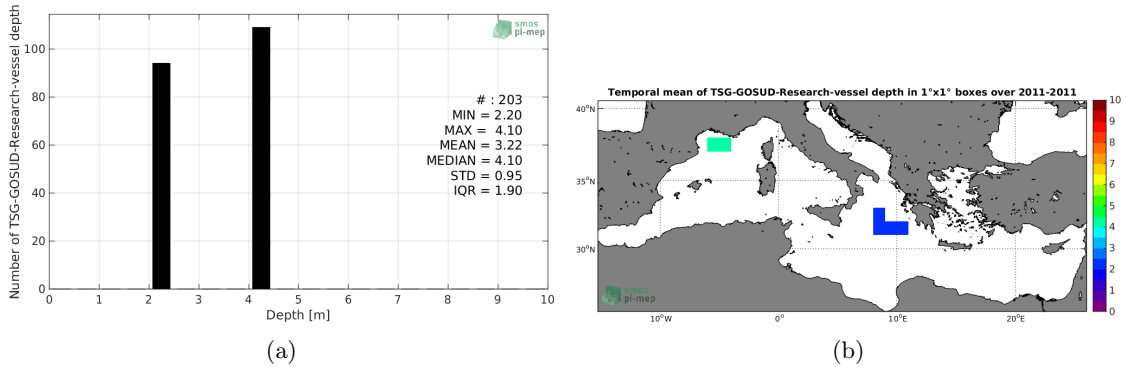 Number of TSG-GOSUD-Research-vessel depth
100
80
60
40
20
0
0 1 2 3 4 5 6 7 8 9 10
Depth [m]
smos
pi-mep
# : 203
MIN = 2.20
MAX = 4.10
MEAN = 3.22
MEDIAN = 4.10
STD = 0.95
IQR = 1.90
(a)
Temporal mean of TSG-GOSUD-Research-vessel depth in 1°x1° boxes over 2011-2011
40°N
35°N
30°N
10°W 0° 10°E 20°E
smos
pi-mep
10
9
8
7
6
5
4
3
2
1
0
(b)